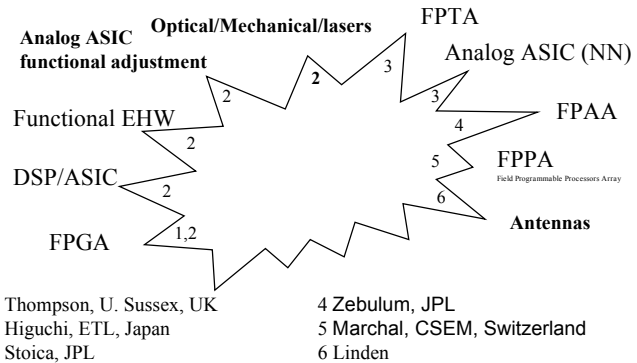 Optical/Mechanical/lasers
FPTA
Analog ASIC
functional adjustment
Analog ASIC (NN)
2
2
3
3
FPAA
4
Functional EHW
2
FPPA
Field Programmable Processors Array
5
DSP/ASIC
2
6
Antennas
FPGA
1,2
Thompson, U. Sussex, UK
Higuchi, ETL, Japan
Stoica, JPL
4 Zebulum, JPL
5 Marchal, CSEM, Switzerland
6 Linden